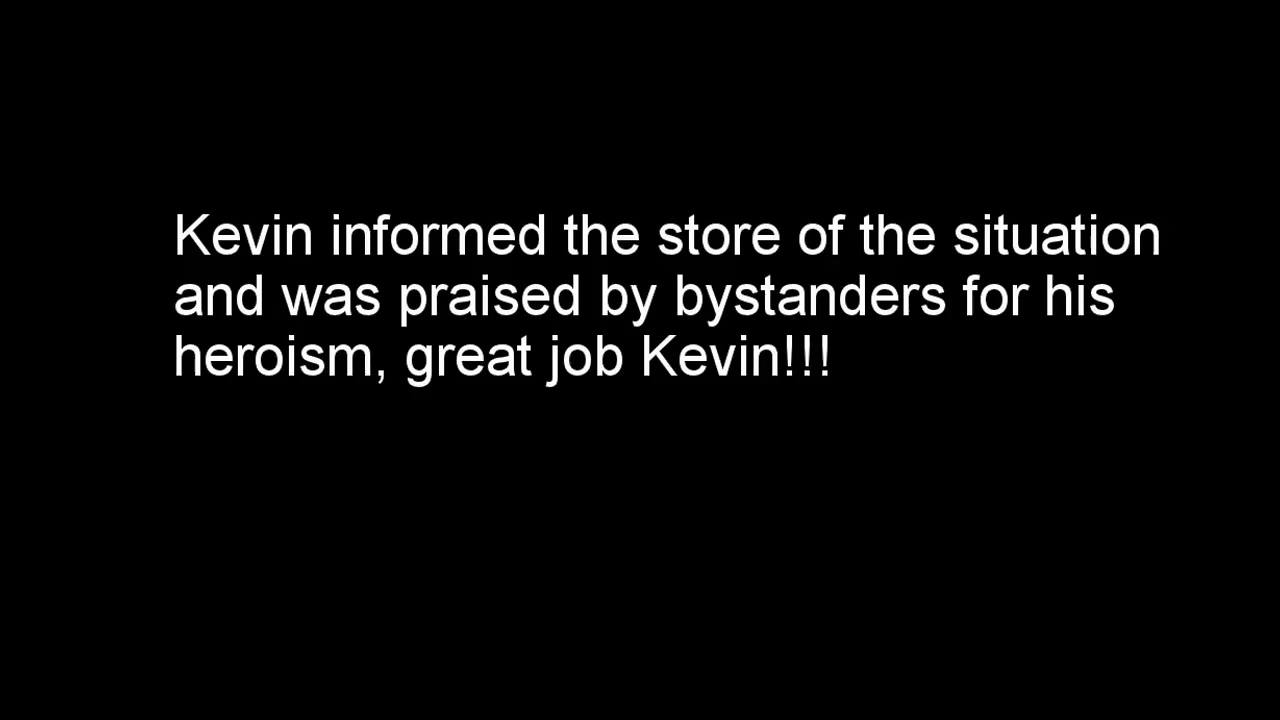 Kevin informed the store of the situation
and was praised by bystanders for his
heroism, great job Kevin!!!